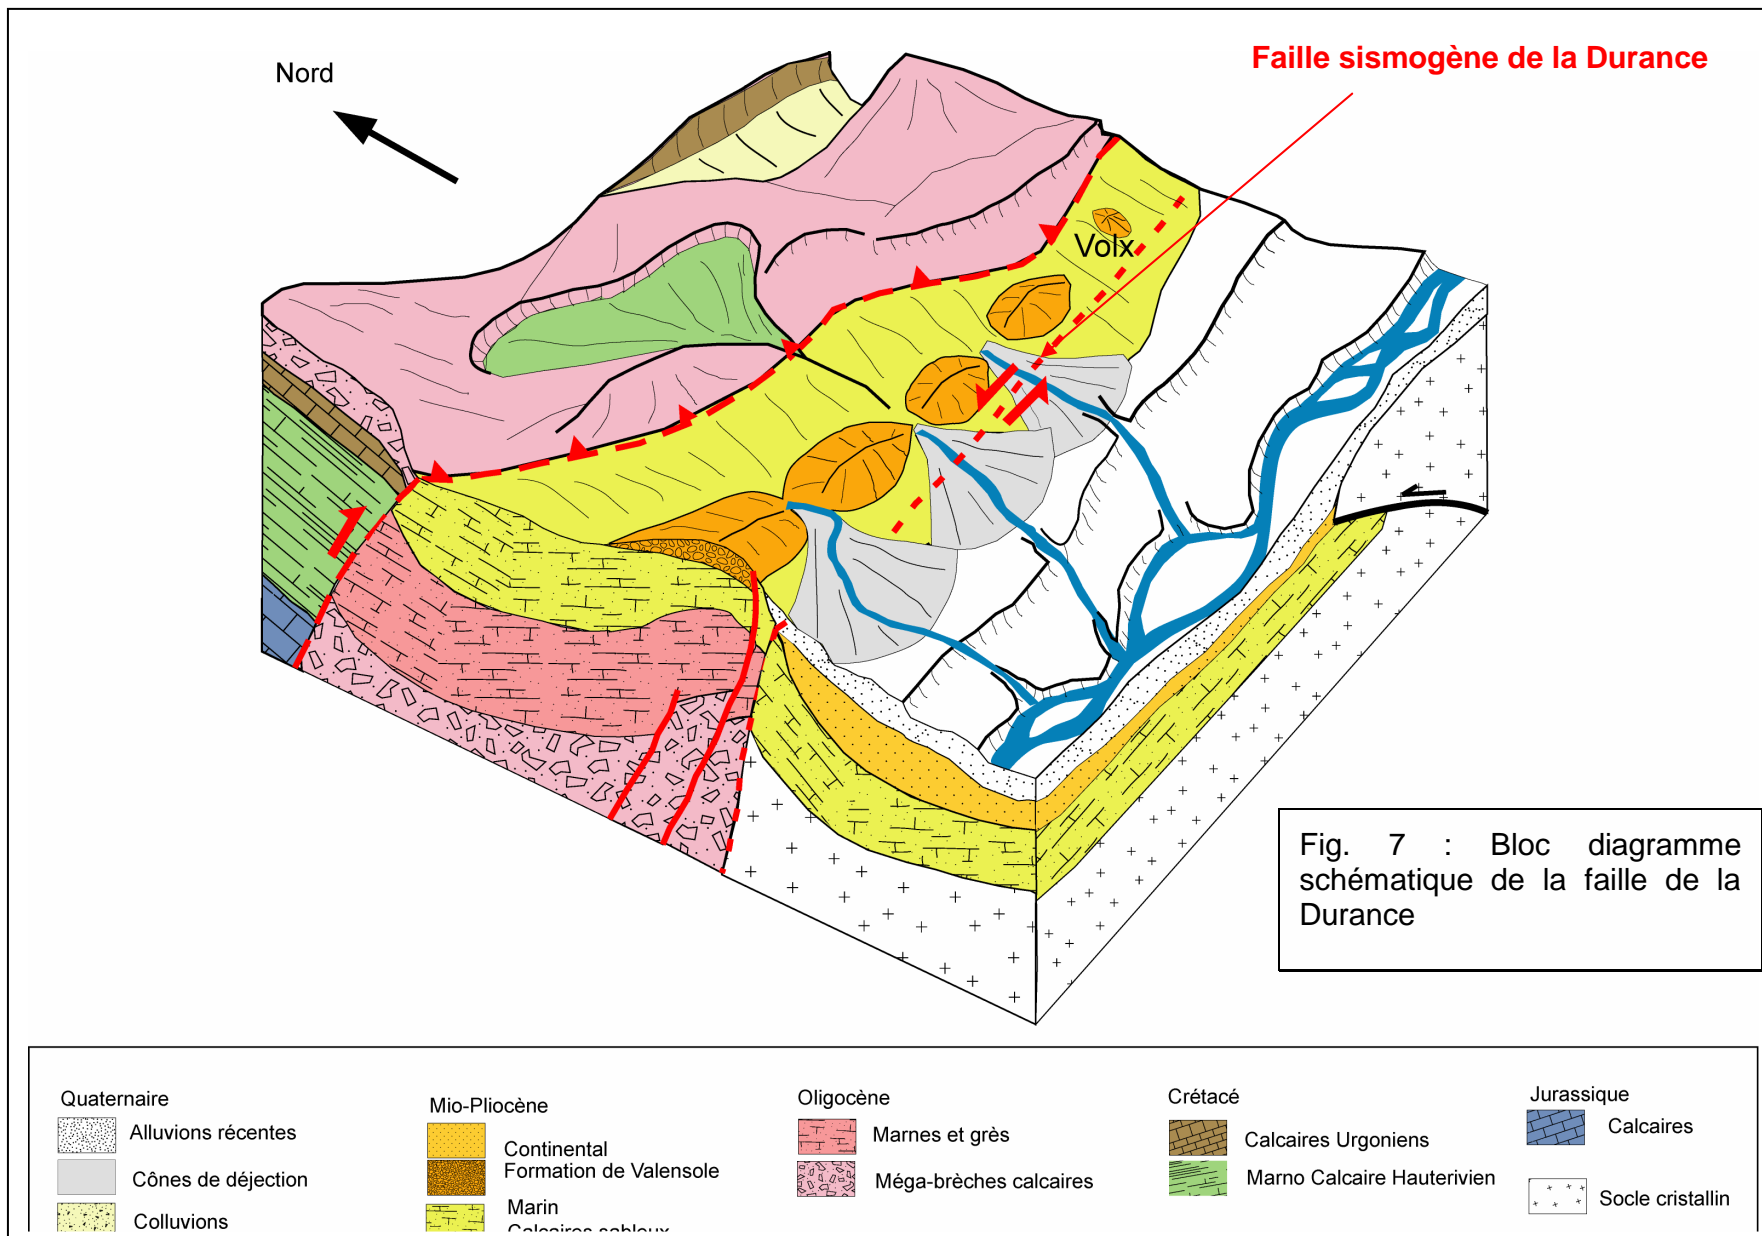 Nord
Faille sismogène de la Durance
Volx
Fig. 7 : Bloc diagramme
schématique de la faille de la
Durance
Quaternaire
Alluvions récentes
Cônes de déjection
Colluvions
Mio-Pliocène
Continental
Formation de Valensole
Marin
Calcaires sableux
Oligocène
Marnes et grès
Méga-brèches calcaires
Crétacé
Calcaires Urgoniens
Marno Calcaire Hauterivien
Jurassique
Calcaires
Socle cristallin